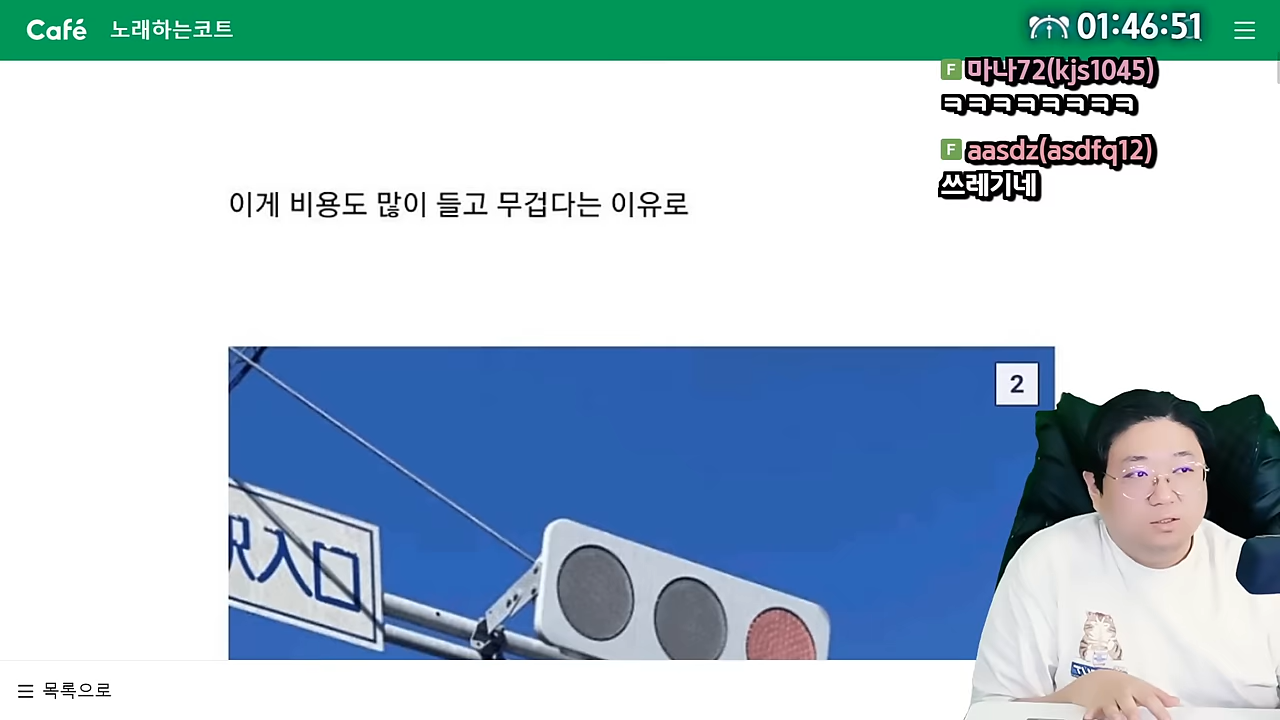 Café 노래하는코트
01:46:51
F 마나72(kjs1045)
ㅋㅋㅋㅋㅋㅋㅋㅋ
F aasdz(asdfq12)
쓰레기네
이게 비용도 많이 들고 무겁다는 이유로
2
入口
목록으로